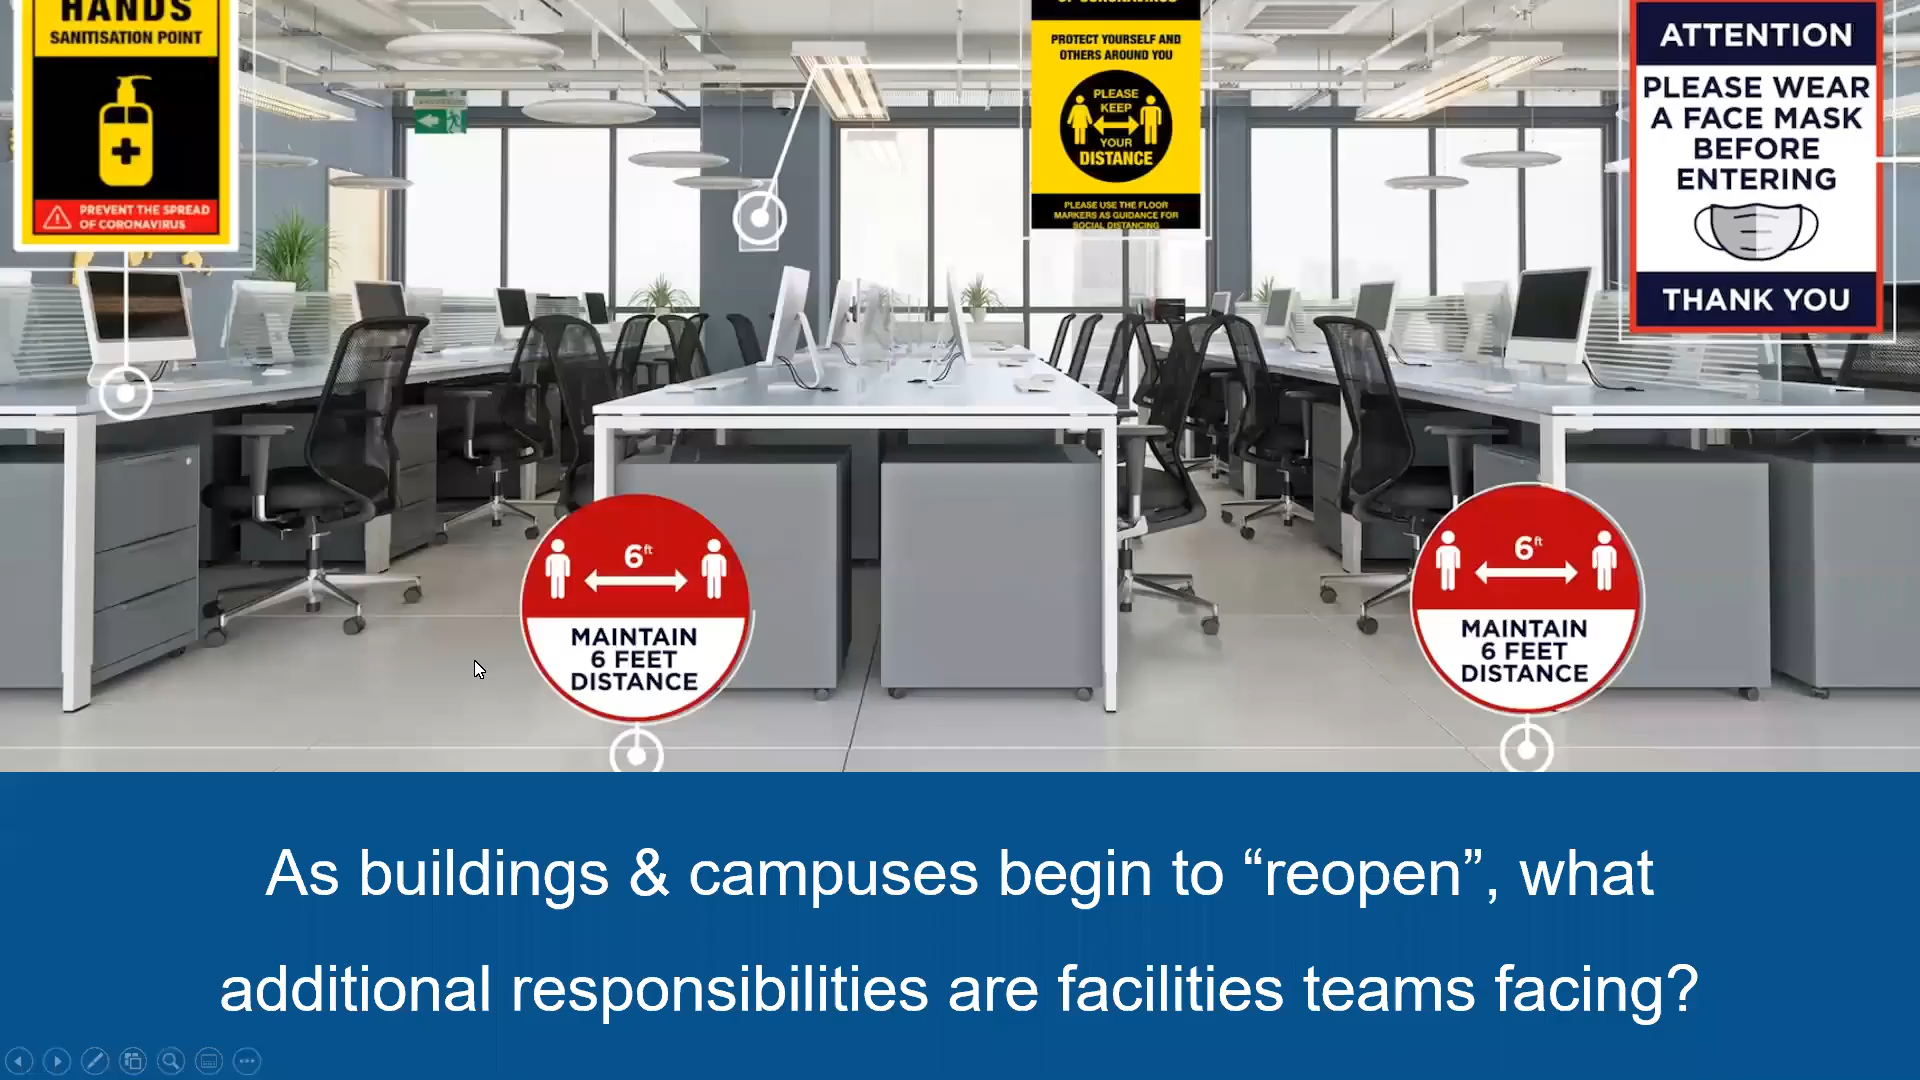 HANDS
SANITISATION POINT
PREVENT THE SPREAD
OF CORONAVIRUS
OF CORONAVIRUS
PROTECT YOURSELF AND
OTHERS AROUND YOU
PLEASE
KEEP
YOUR
DISTANCE
PLEASE USE THE FLOOR
MARKERS AS GUIDANCE FOR
SOCIAL DISTANCING
ATTENTION
PLEASE WEAR
A FACE MASK
BEFORE
ENTERING
THANK YOU
6ft
MAINTAIN
6 FEET
DISTANCE
6ft
MAINTAIN
6 FEET
DISTANCE
As buildings & campuses begin to “reopen”, what
additional responsibilities are facilities teams facing?